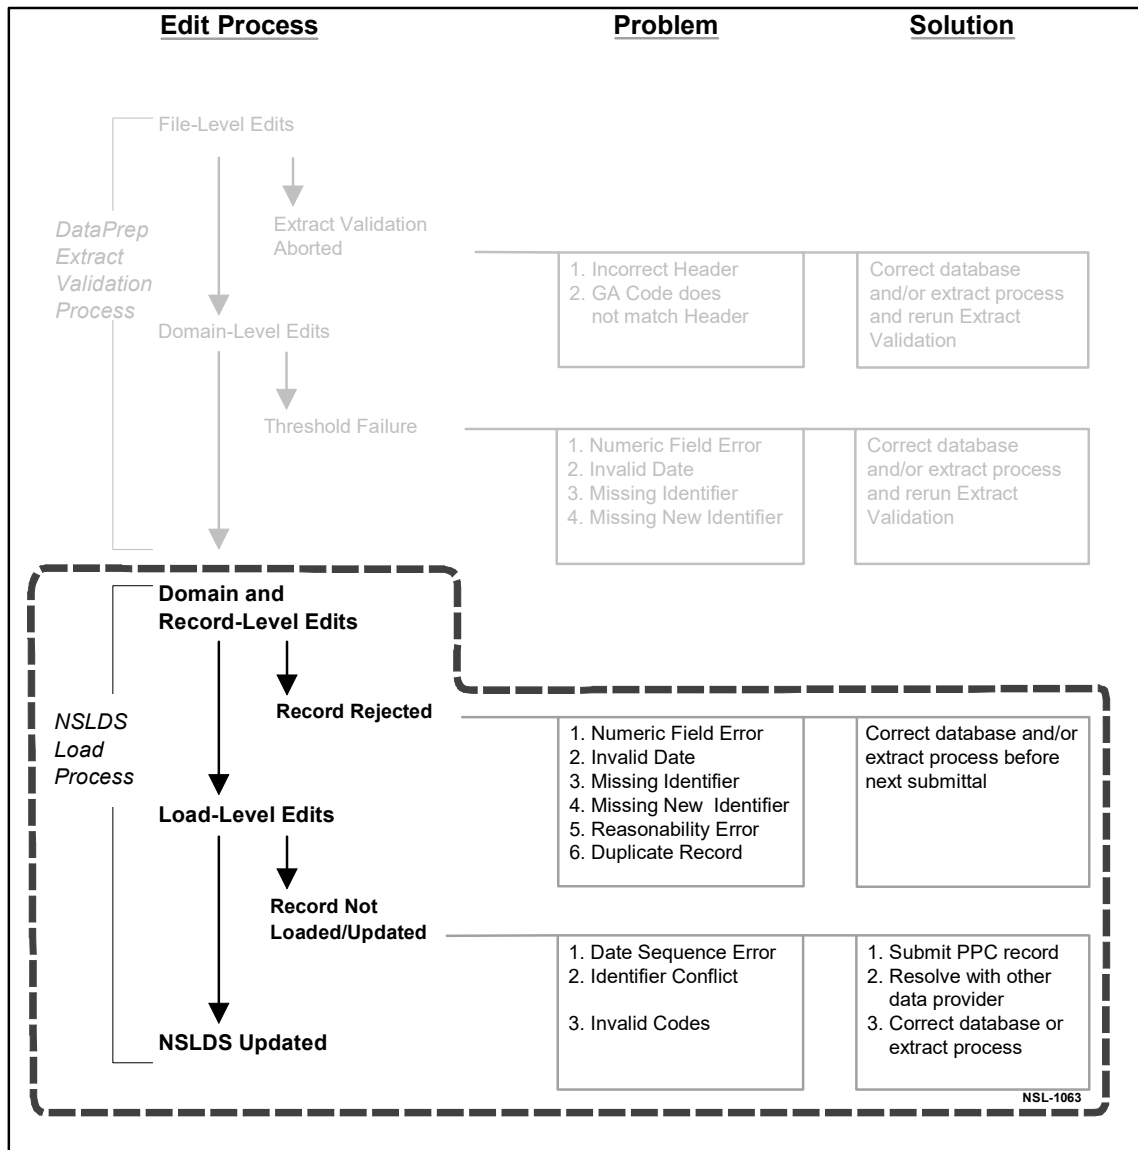 Edit Process
Problem
Solution
File-Level Edits
DataPrep
Extract
Validation
Process
Extract Validation
Aborted
1. Incorrect Header
2. GA Code does
not match Header
Correct database
and/or extract process
and rerun Extract
Validation
Domain-Level Edits
Threshold Failure
1. Numeric Field Error
2. Invalid Date
3. Missing Identifier
4. Missing New Identifier
Correct database
and/or extract process
and rerun Extract
Validation
Domain and
Record-Level Edits
NSLDS
Load
Process
Record Rejected
1. Numeric Field Error
2. Invalid Date
3. Missing Identifier
4. Missing New  Identifier
5. Reasonability Error
6. Duplicate Record
Correct database and/or
extract process before
next submittal
Load-Level Edits
Record Not
Loaded/Updated
1. Date Sequence Error
2. Identifier Conflict
3. Invalid Codes
1. Submit PPC record
2. Resolve with other
data provider
3. Correct database or
extract process
NSLDS Updated
NSL-1063